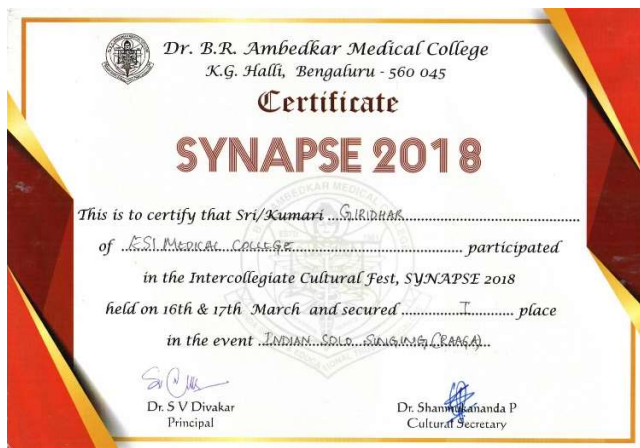 Dr. B.R. Ambedkar Medical College
K.G. Halli, Bengaluru - 560 045
Certificate
SYNAPSE 2018
This is to certify that Sri/Kumari GIRIDHAR
of ESI MEDICAL COLLEGE participated
in the Intercollegiate Cultural Fest, SYNAPSE 2018
held on 16th & 17th March and secured I place
in the event INDIAN SOLO SINGING (RAAGA)
Dr. S V Divakar
Principal
Dr. Shanmukananda P
Cultural Secretary